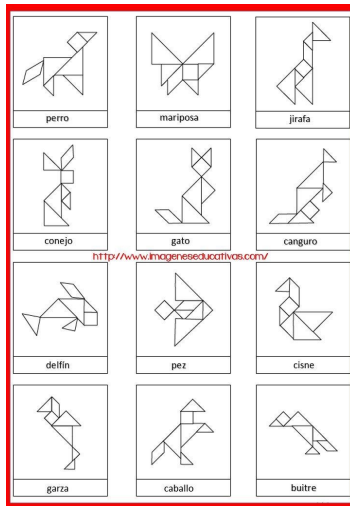 perro
mariposa
jirafa
conejo
gato
canguro
http://www.imageneseducativas.com/
delfín
pez
cisne
garza
caballo
buitre